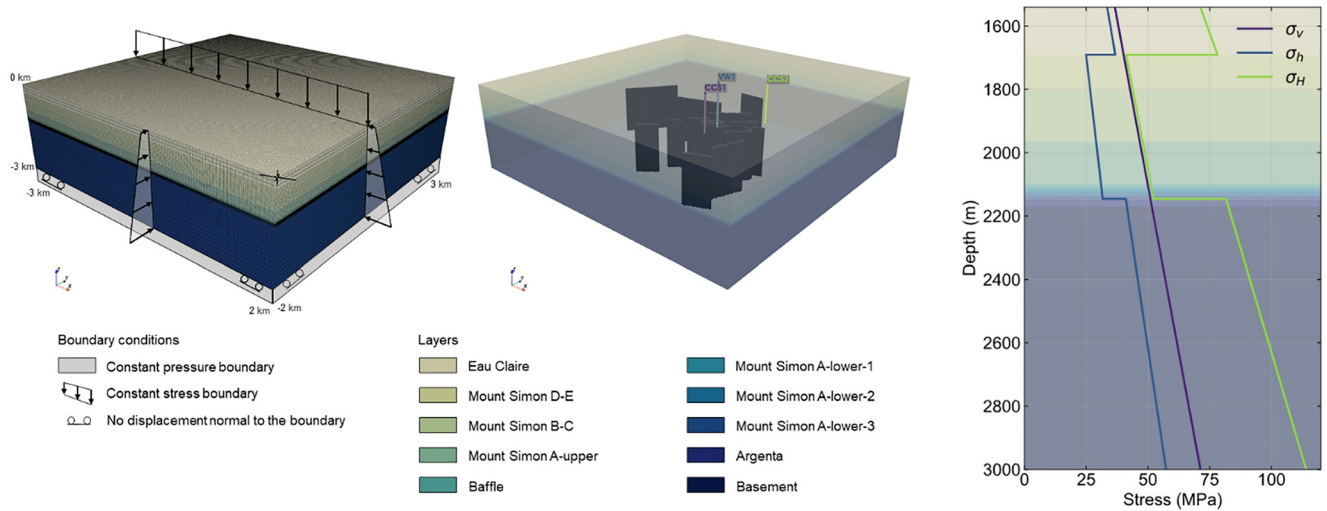 0 km
-3 km
-3 km
3 km
2 km
-2 km
CCS1
VW1
CCS2
Boundary conditions
Constant pressure boundary
Constant stress boundary
No displacement normal to the boundary
Layers
Eau Claire
Mount Simon D-E
Mount Simon B-C
Mount Simon A-upper
Baffle
Mount Simon A-lower-1
Mount Simon A-lower-2
Mount Simon A-lower-3
Argenta
Basement
Depth (m)
1600
1800
2000
2200
2400
2600
2800
3000
0
25
50
75
100
Stress (MPa)
σv
σh
σH